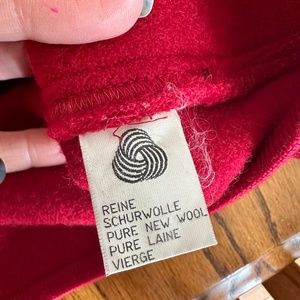 REINE
SCHURWOLLE
PURE NEW WOOL
PURE LAINE
VIERGE